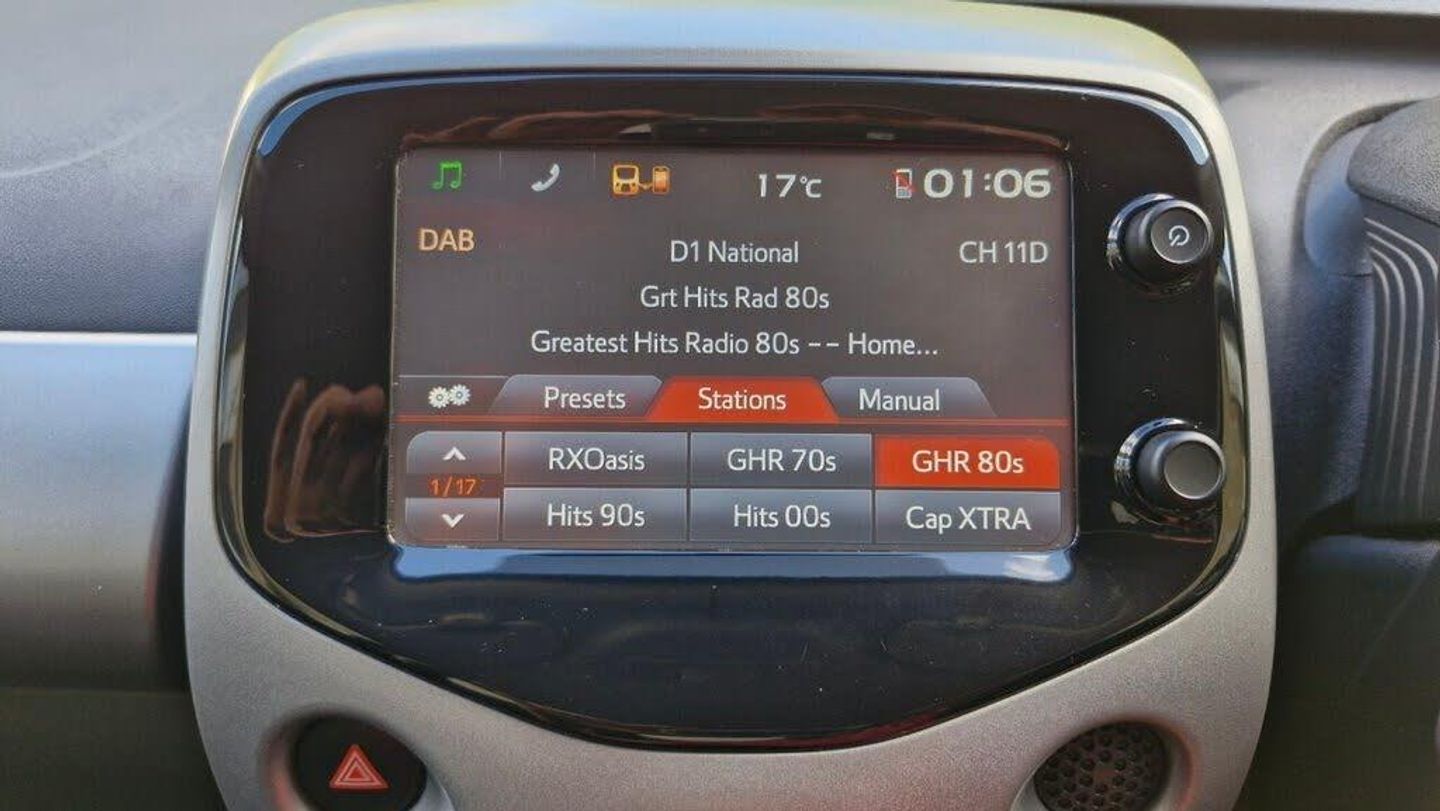 17°C 01:06
DAB D1 National CH 11D
Grt Hits Rad 80s
Greatest Hits Radio 80s -- Home...
Presets Stations Manual
RXOasis GHR 70s GHR 80s
1/17
Hits 90s Hits 00s Cap XTRA